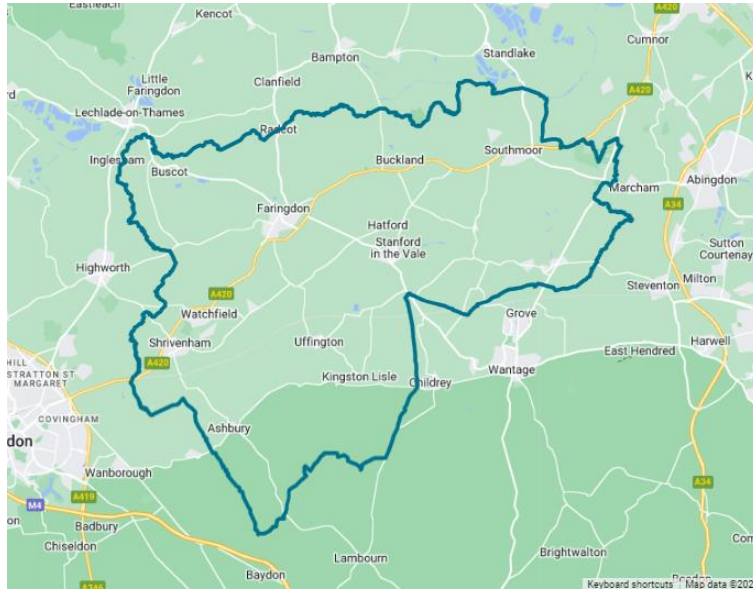 Eastleach
Kencot
Bampton
Standlake
A420
Cumnor
Little
Faringdon
Clanfield
Lechlade-on-Thames
Radcot
A420
Southmoor
Buckland
Inglesham
Buscot
Marcham
Abingdon
Faringdon
A34
Hatford
Stanford
in the Vale
Sutton
Courtenay
Highworth
Milton
Steventon
A420
Watchfield
Grove
Shrivenham
Uffington
Harwell
East Hendred
HILL
STRATTON ST
MARGARET
A420
Wantage
Kingston Lisle
Childrey
COVINGHAM
Ashbury
don
Wanborough
A419
A34
M4
Badbury
Chiseldon
Lambourn
Brightwalton
Baydon
A346
Keyboard shortcuts
Map data ©202